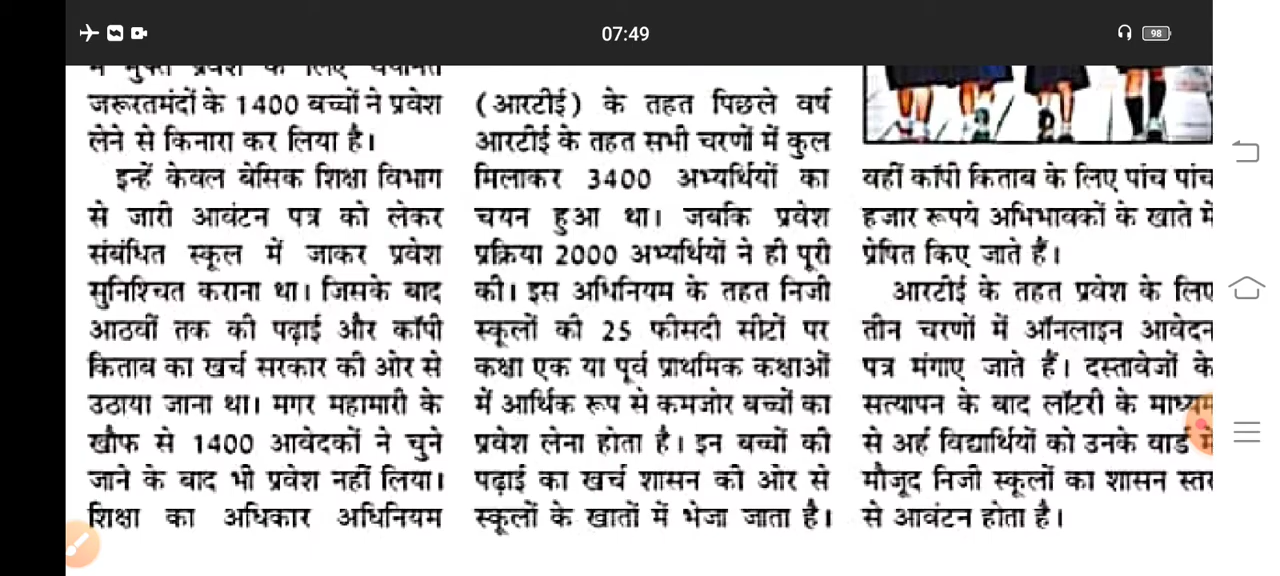 07:49
98
में मुफ्त प्रवेश के लिए चयनित
जरूरतमंदों के 1400 बच्चों ने प्रवेश
लेने से किनारा कर लिया है।
इन्हें केवल बेसिक शिक्षा विभाग
से जारी आवंटन पत्र को लेकर
संबंधित स्कूल में जाकर प्रवेश
सुनिश्चित कराना था। जिसके बाद
आठवीं तक की पढ़ाई और कॉपी
किताब का खर्च सरकार की ओर से
उठाया जाना था। मगर महामारी के
खौफ से 1400 आवेदकों ने चुने
जाने के बाद भी प्रवेश नहीं लिया।
शिक्षा का अधिकार अधिनियम
(आरटीई) के तहत पिछले वर्ष
आरटीई के तहत सभी चरणों में कुल
मिलाकर 3400 अभ्यर्थियों का
चयन हुआ था। जबकि प्रवेश
प्रक्रिया 2000 अभ्यर्थियों ने ही पूरी
की। इस अधिनियम के तहत निजी
स्कूलों की 25 फीसदी सीटों पर
कक्षा एक या पूर्व प्राथमिक कक्षाओं
में आर्थिक रूप से कमजोर बच्चों का
प्रवेश लेना होता है। इन बच्चों की
पढ़ाई का खर्च शासन की ओर से
स्कूलों के खातों में भेजा जाता है।
वहीं कॉपी किताब के लिए पांच पांच
हजार रूपये अभिभावकों के खाते में
प्रेषित किए जाते हैं।
आरटीई के तहत प्रवेश के लिए
तीन चरणों में ऑनलाइन आवेदन
पत्र मंगाए जाते हैं। दस्तावेजों के
सत्यापन के बाद लॉटरी के माध्यम
से अर्ह विद्यार्थियों को उनके वार्ड में
मौजूद निजी स्कूलों का शासन स्तर
से आवंटन होता है।